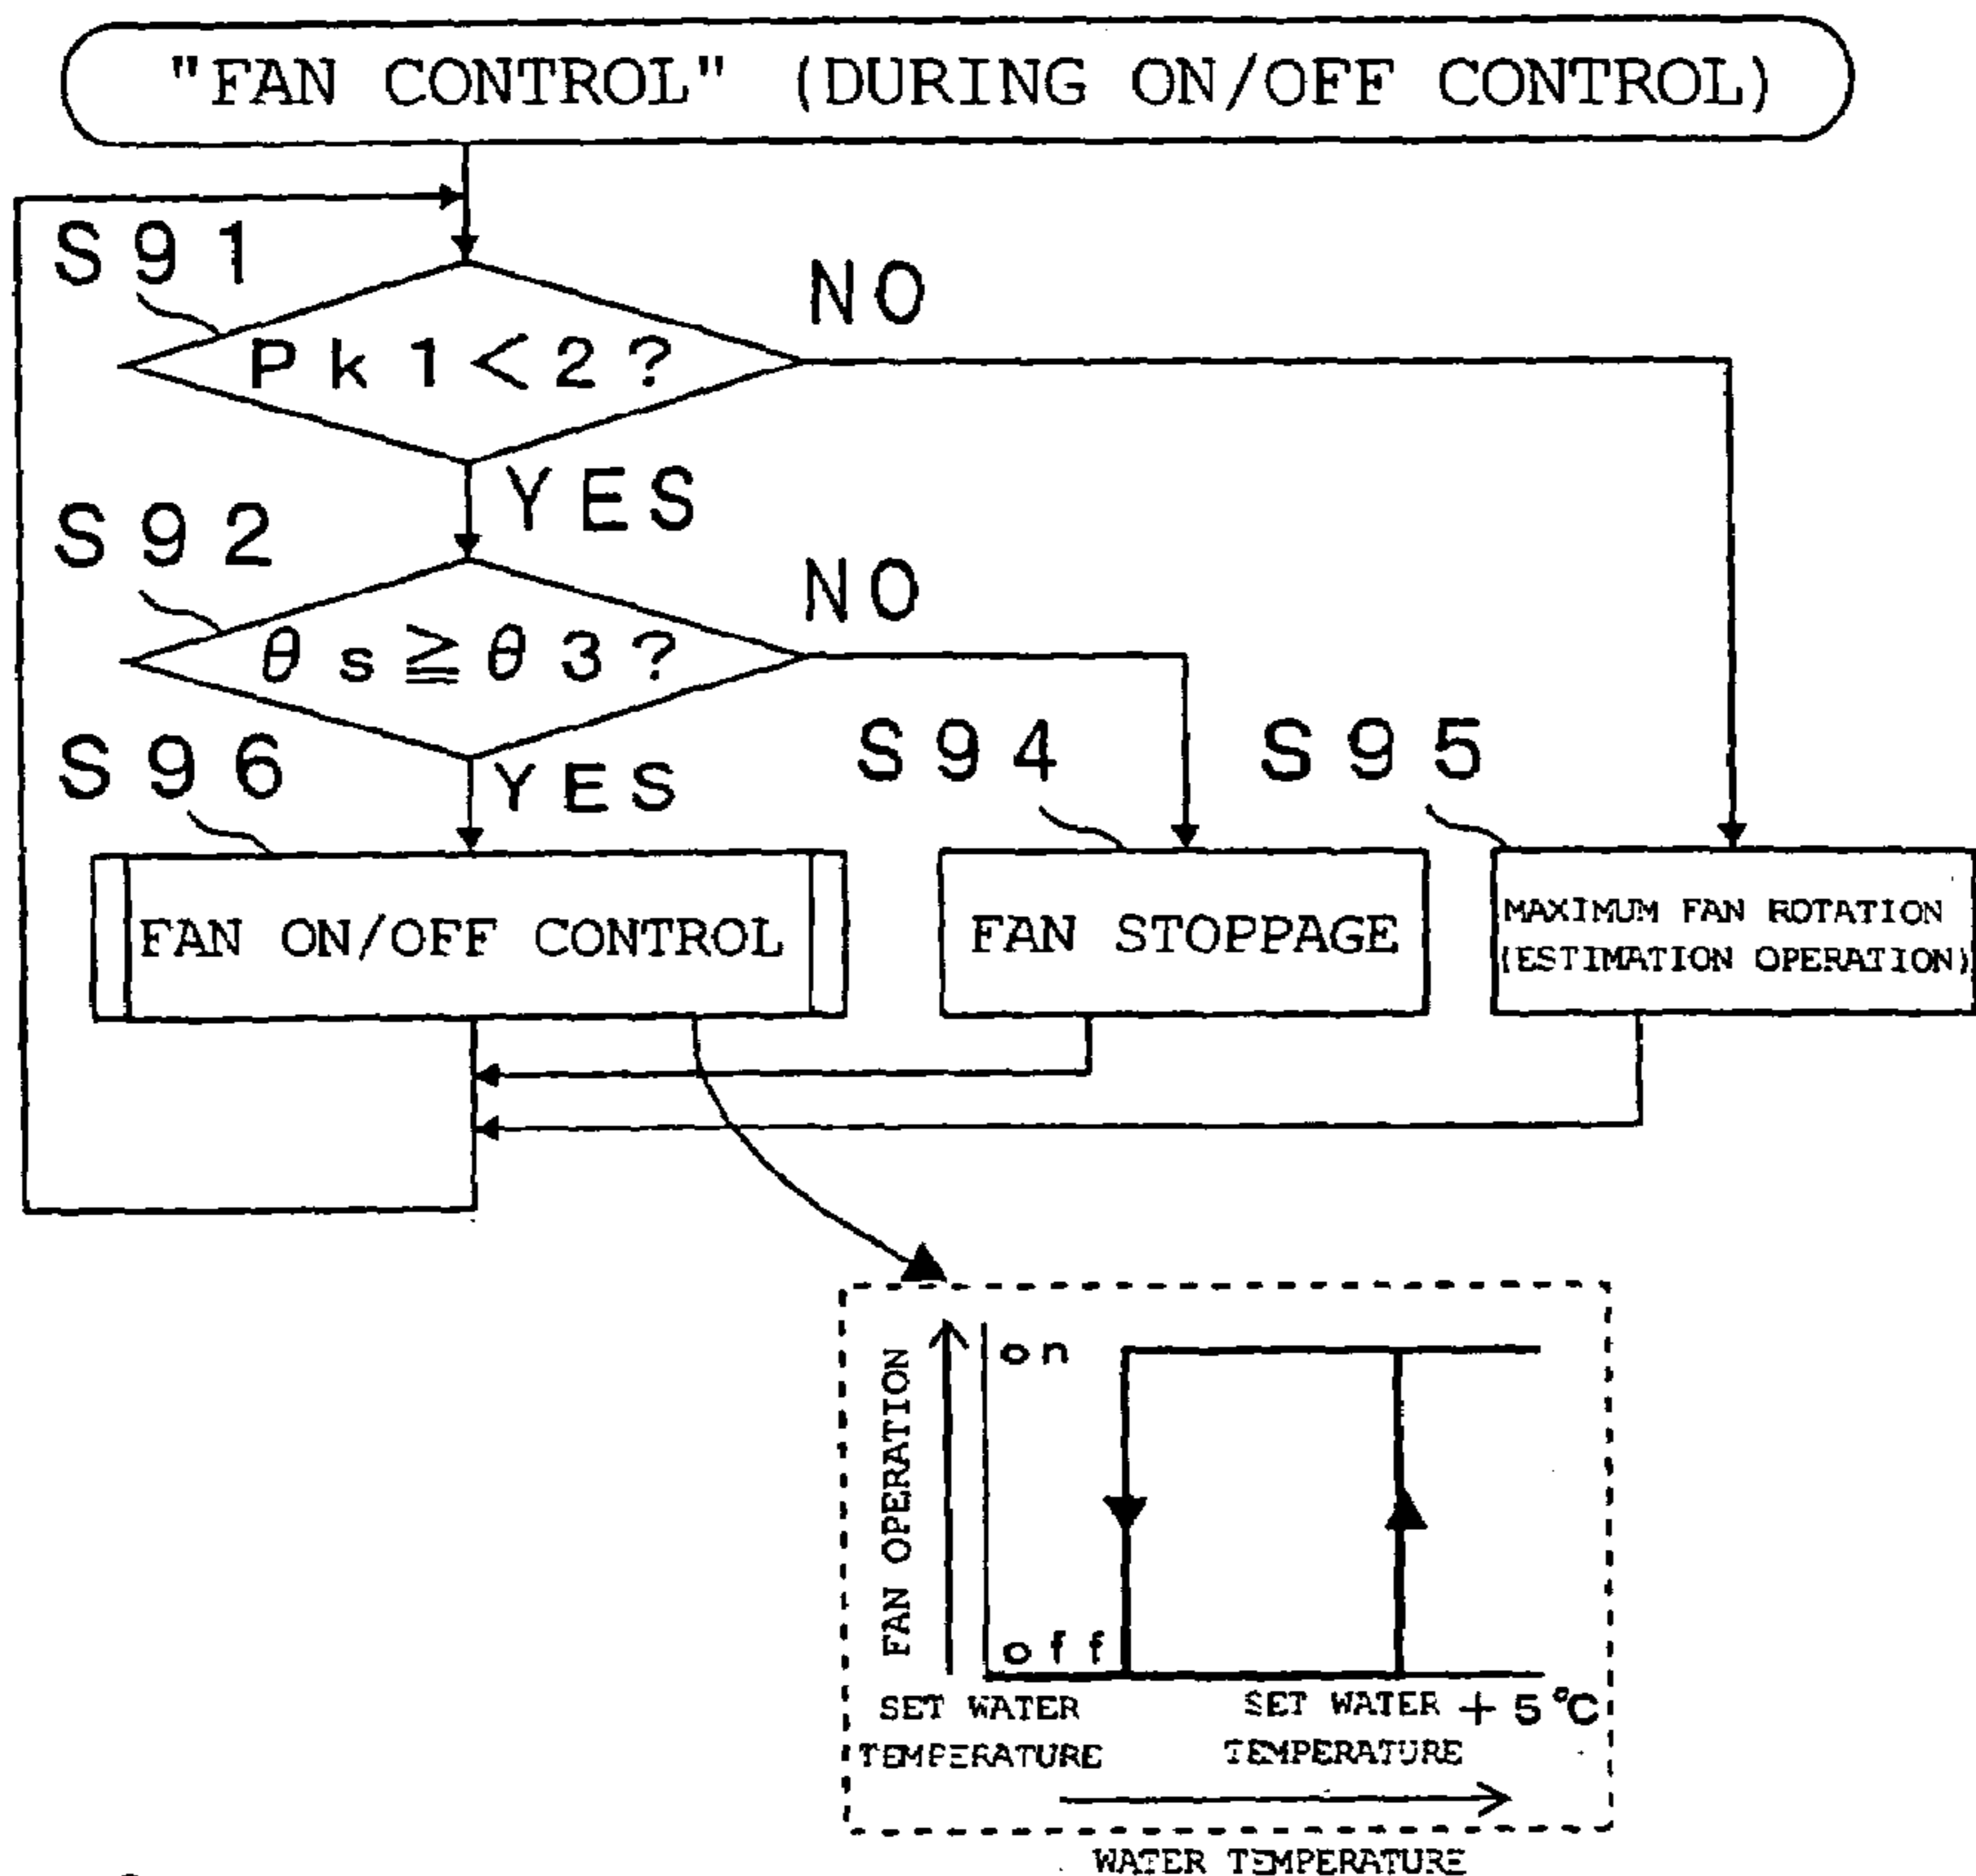 "FAN CONTROL" (DURING ON/OFF CONTROL)
S91
NO
Pk1<2?
YES
S92
NO
θs≧θ3?
S96
YES
S94
S95
FAN ON/OFF CONTROL
FAN STOPPAGE
MAXIMUM FAN ROTATION
(ESTIMATION OPERATION)
on
FAN OPERATION
off
SET WATER
TEMPERATURE
SET WATER +5°C
TEMPERATURE
WATER TEMPERATURE